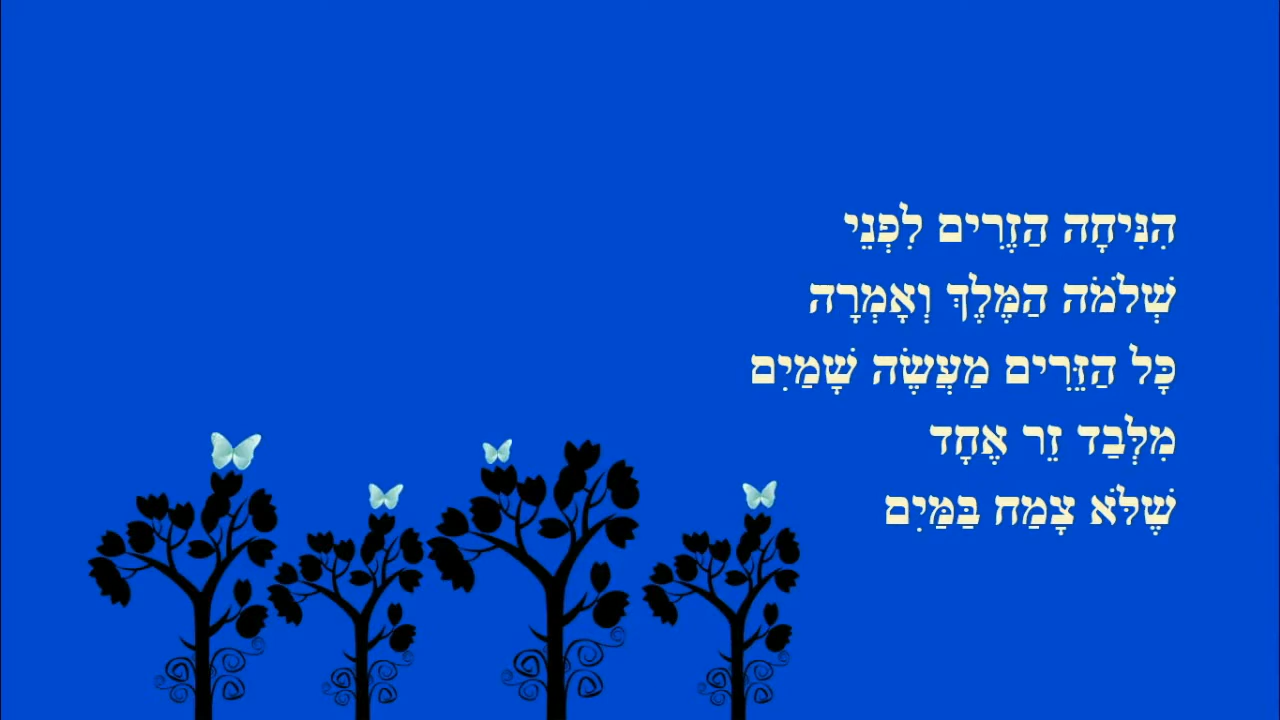 הִנִּיחָה הַזֵּרִים לִפְנֵי
שְׁלֹמֹה הַמֶּלֶךְ וְאָמְרָה
כָּל הַזֵּרִים מַעֲשֵׂה שָׁמַיִם
מִלְּבַד זֵר אֶחָד
שֶׁלֹּא צָמַח בַּמַּיִם